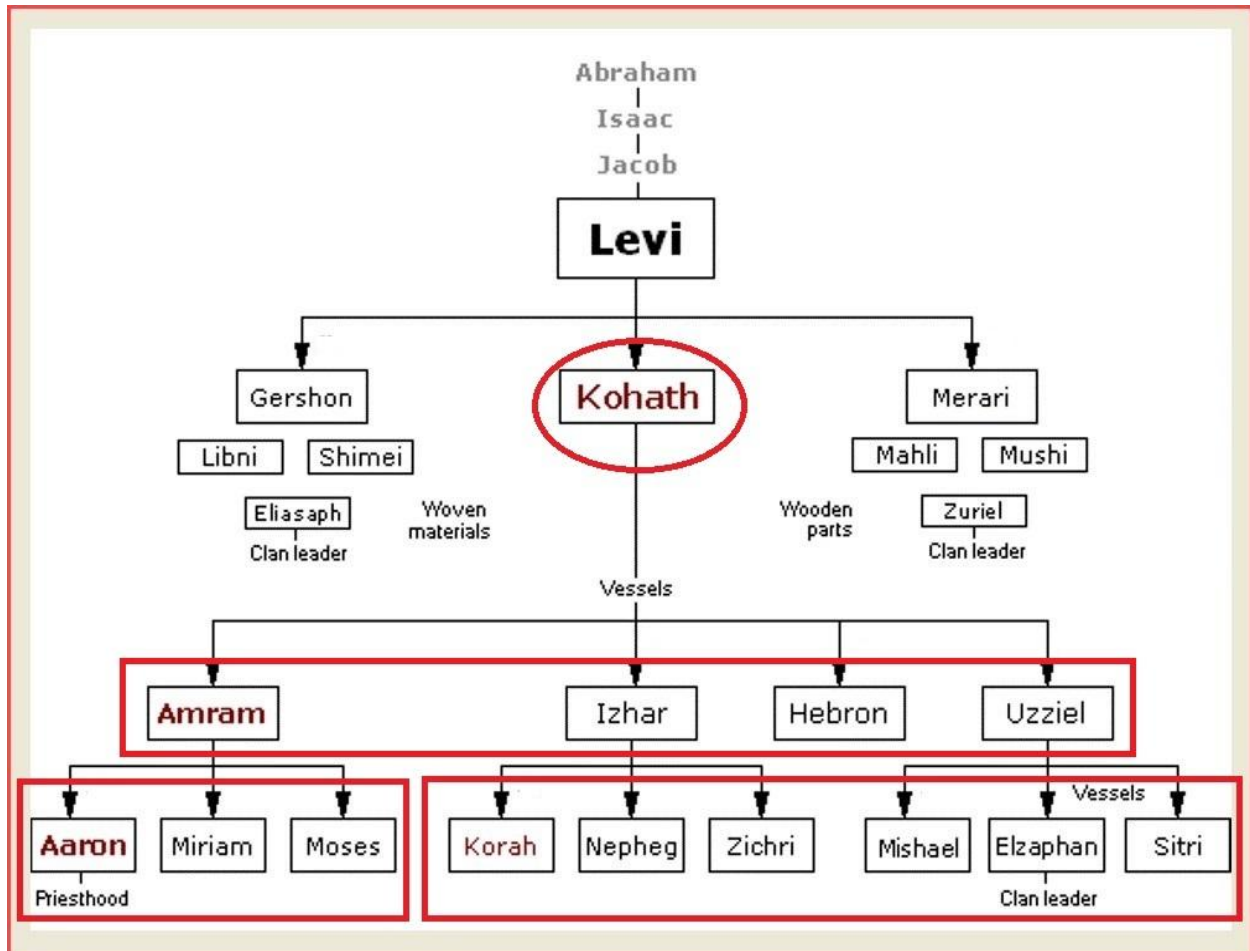 Abraham
Isaac
Jacob
Levi
Gershon
Kohath
Merari
Libni
Shimei
Mahli
Mushi
Eliasaph
Woven
materials
Wooden
parts
Zuriel
Clan leader
Clan leader
Vessels
Amram
Izhar
Hebron
Uzziel
Vessels
Aaron
Miriam
Moses
Korah
Nepheg
Zichri
Mishael
Elzaphan
Sitri
Priesthood
Clan leader